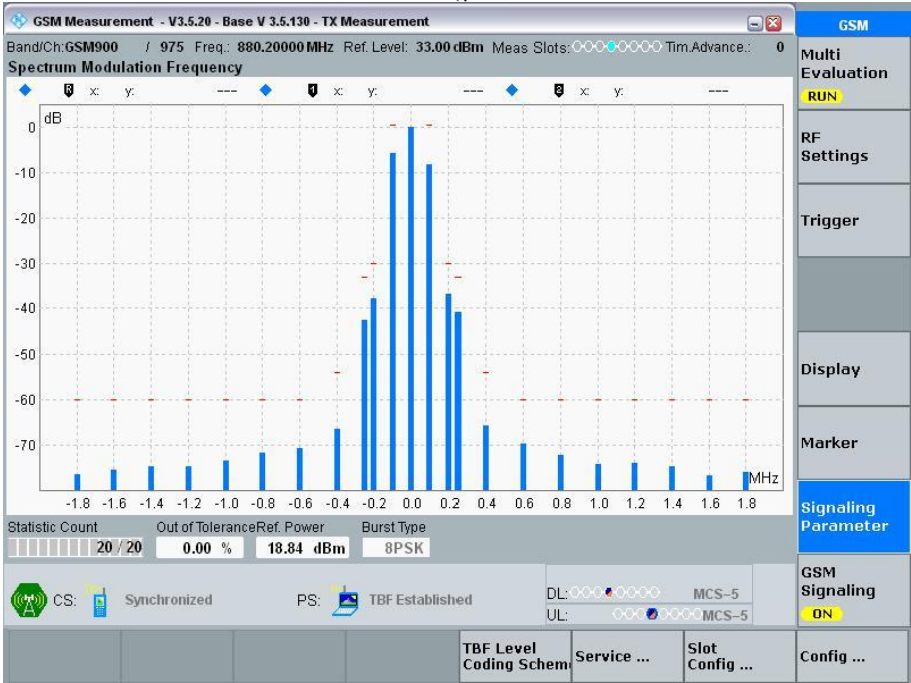 GSM Measurement - V3.5.20 - Base V 3.5.130 - TX Measurement
GSM
Band/Ch:GSM900 / 975 Freq.: 880.20000 MHz Ref. Level: 33.00 dBm Meas Slots: Tim.Advance.: 0
Spectrum Modulation Frequency
Multi
Evaluation
RUN
R x: y: --- 1 x: y: --- 2 x: y: ---
dB
0
-10
-20
-30
-40
-50
-60
-70
MHz
-1.8 -1.6 -1.4 -1.2 -1.0 -0.8 -0.6 -0.4 -0.2 0.0 0.2 0.4 0.6 0.8 1.0 1.2 1.4 1.6 1.8
RF
Settings
Trigger
Display
Marker
Signaling
Parameter
Statistic Count Out of Tolerance Ref. Power Burst Type
20 / 20 0.00 % 18.84 dBm 8PSK
GSM
Signaling
ON
CS: Synchronized PS: TBF Established
DL: MCS-5
UL: MCS-5
TBF Level
Coding Schem
Service ...
Slot
Config ...
Config ...